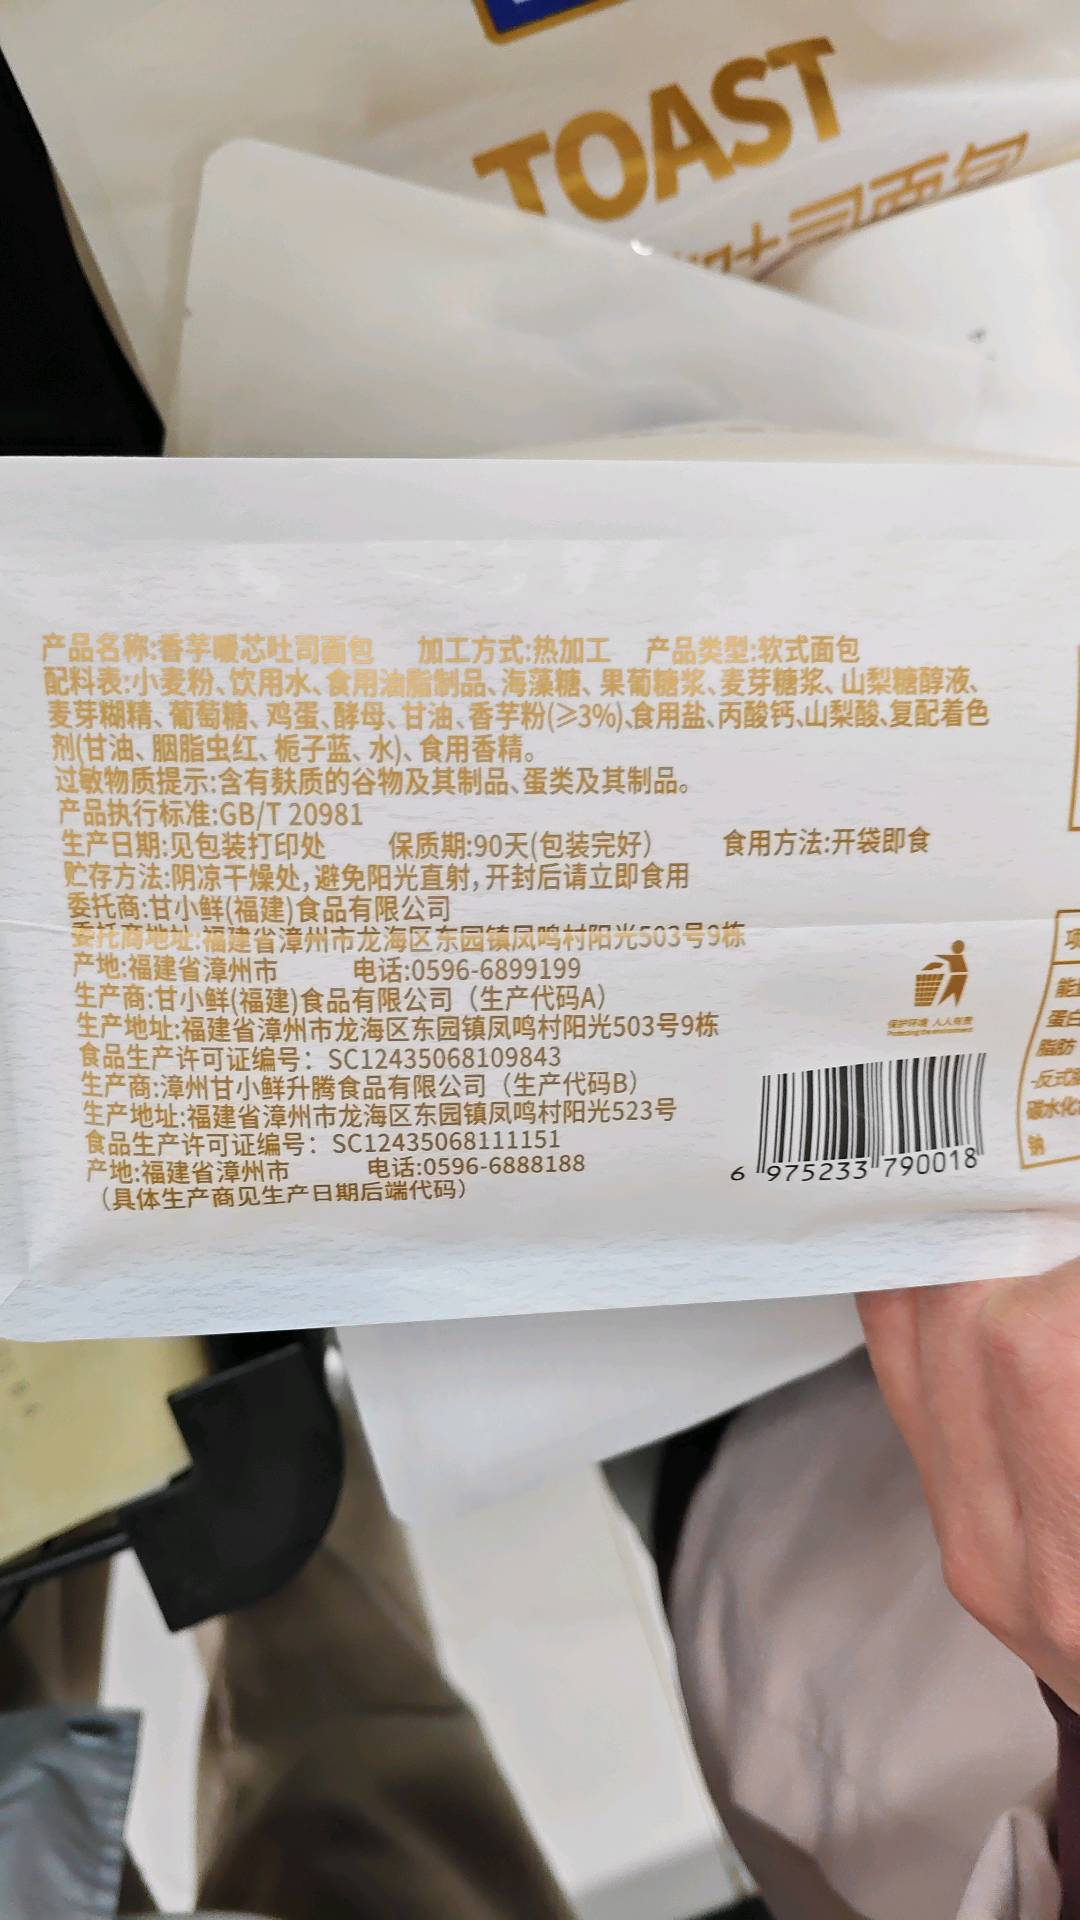 TOAST
吐司面包
产品名称:香芋暖芯吐司面包 加工方式:热加工 产品类型:软式面包
配料表:小麦粉、饮用水、食用油脂制品、海藻糖、果葡糖浆、麦芽糖浆、山梨糖醇液、
麦芽糊精、葡萄糖、鸡蛋、酵母、甘油、香芋粉(≥3%)、食用盐、丙酸钙、山梨酸、复配着色
剂(甘油、胭脂虫红、栀子蓝、水)、食用香精。
过敏物质提示:含有麸质的谷物及其制品、蛋类及其制品。
产品执行标准:GB/T 20981
生产日期:见包装打印处 保质期:90天(包装完好) 食用方法:开袋即食
贮存方法:阴凉干燥处,避免阳光直射,开封后请立即食用
委托商:甘小鲜(福建)食品有限公司
委托商地址:福建省漳州市龙海区东园镇凤鸣村阳光503号9栋
产地:福建省漳州市 电话:0596-6899199
生产商:甘小鲜(福建)食品有限公司（生产代码A）
生产地址:福建省漳州市龙海区东园镇凤鸣村阳光503号9栋
食品生产许可证编号：SC12435068109843
生产商:漳州甘小鲜升腾食品有限公司（生产代码B）
生产地址:福建省漳州市龙海区东园镇凤鸣村阳光523号
食品生产许可证编号：SC12435068111151
产地:福建省漳州市 电话:0596-6888188
（具体生产商见生产日期后端代码）
保护环境 人人有责
6 975233 790018
项
能
蛋白
脂肪
-反式
碳水化
钠